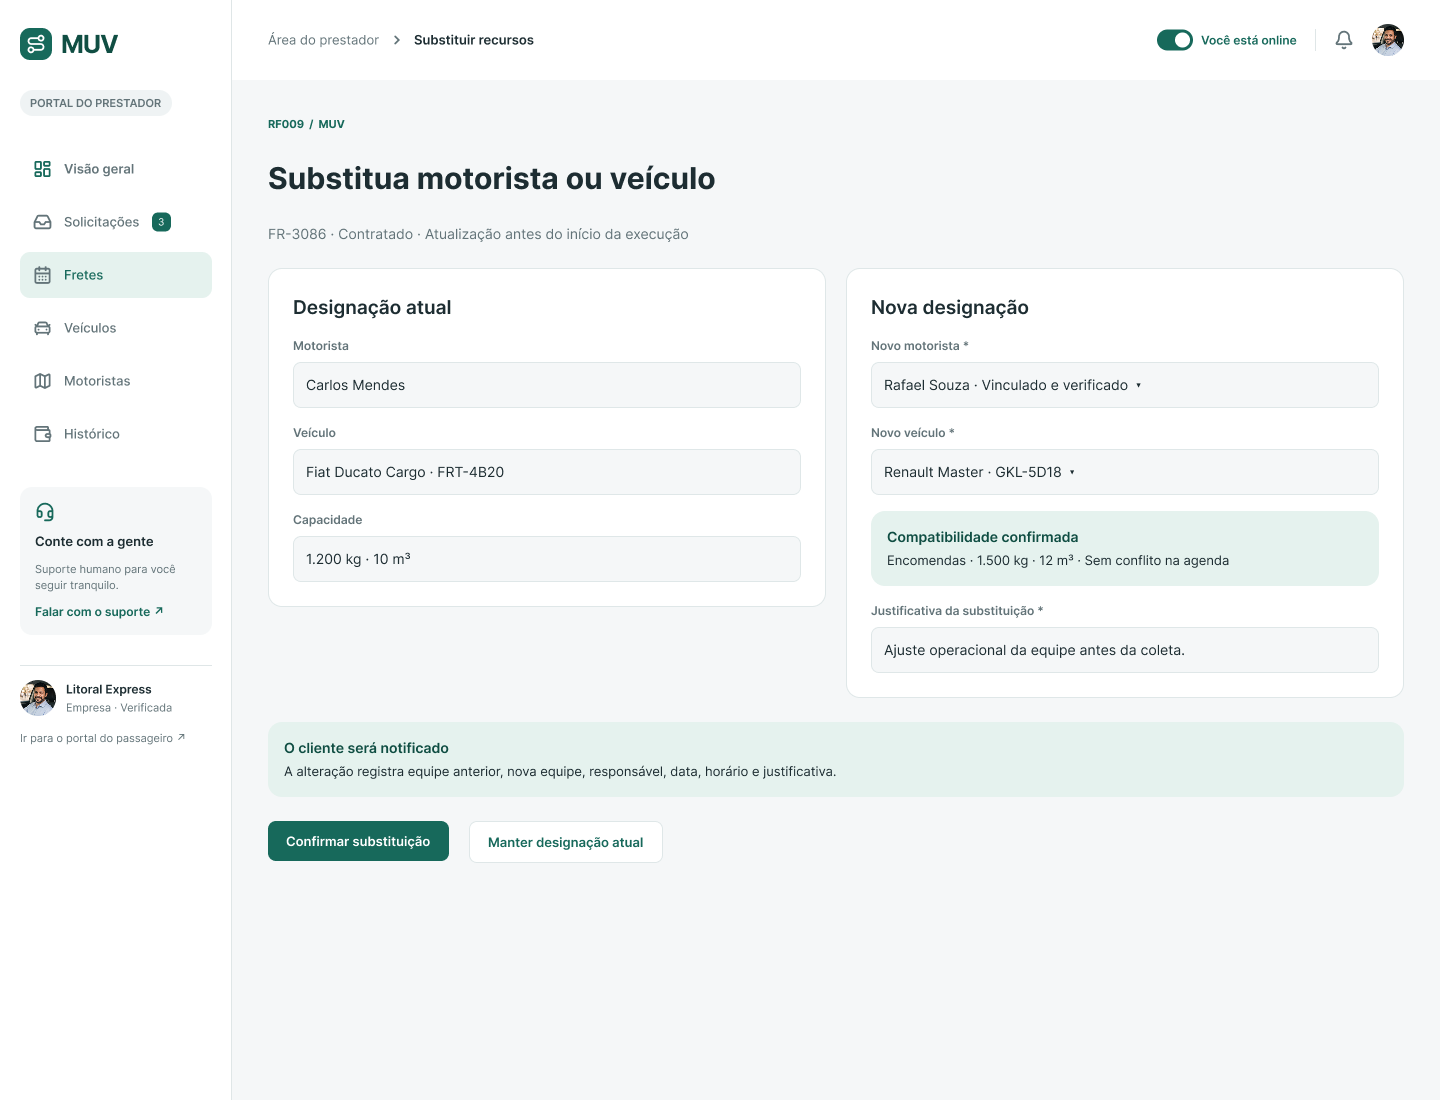 MUV
PORTAL DO PRESTADOR
Visão geral
Solicitações 3
Fretes
Veículos
Motoristas
Histórico
Conte com a gente
Suporte humano para você
seguir tranquilo.
Falar com o suporte ↗
Litoral Express
Empresa · Verificada
Ir para o portal do passageiro ↗
Área do prestador > Substituir recursos
Você está online
RF009 / MUV
Substitua motorista ou veículo
FR-3086 · Contratado · Atualização antes do início da execução
Designação atual
Motorista
Carlos Mendes
Veículo
Fiat Ducato Cargo · FRT-4B20
Capacidade
1.200 kg · 10 m³
Nova designação
Novo motorista *
Rafael Souza · Vinculado e verificado ▾
Novo veículo *
Renault Master · GKL-5D18 ▾
Compatibilidade confirmada
Encomendas · 1.500 kg · 12 m³ · Sem conflito na agenda
Justificativa da substituição *
Ajuste operacional da equipe antes da coleta.
O cliente será notificado
A alteração registra equipe anterior, nova equipe, responsável, data, horário e justificativa.
Confirmar substituição
Manter designação atual